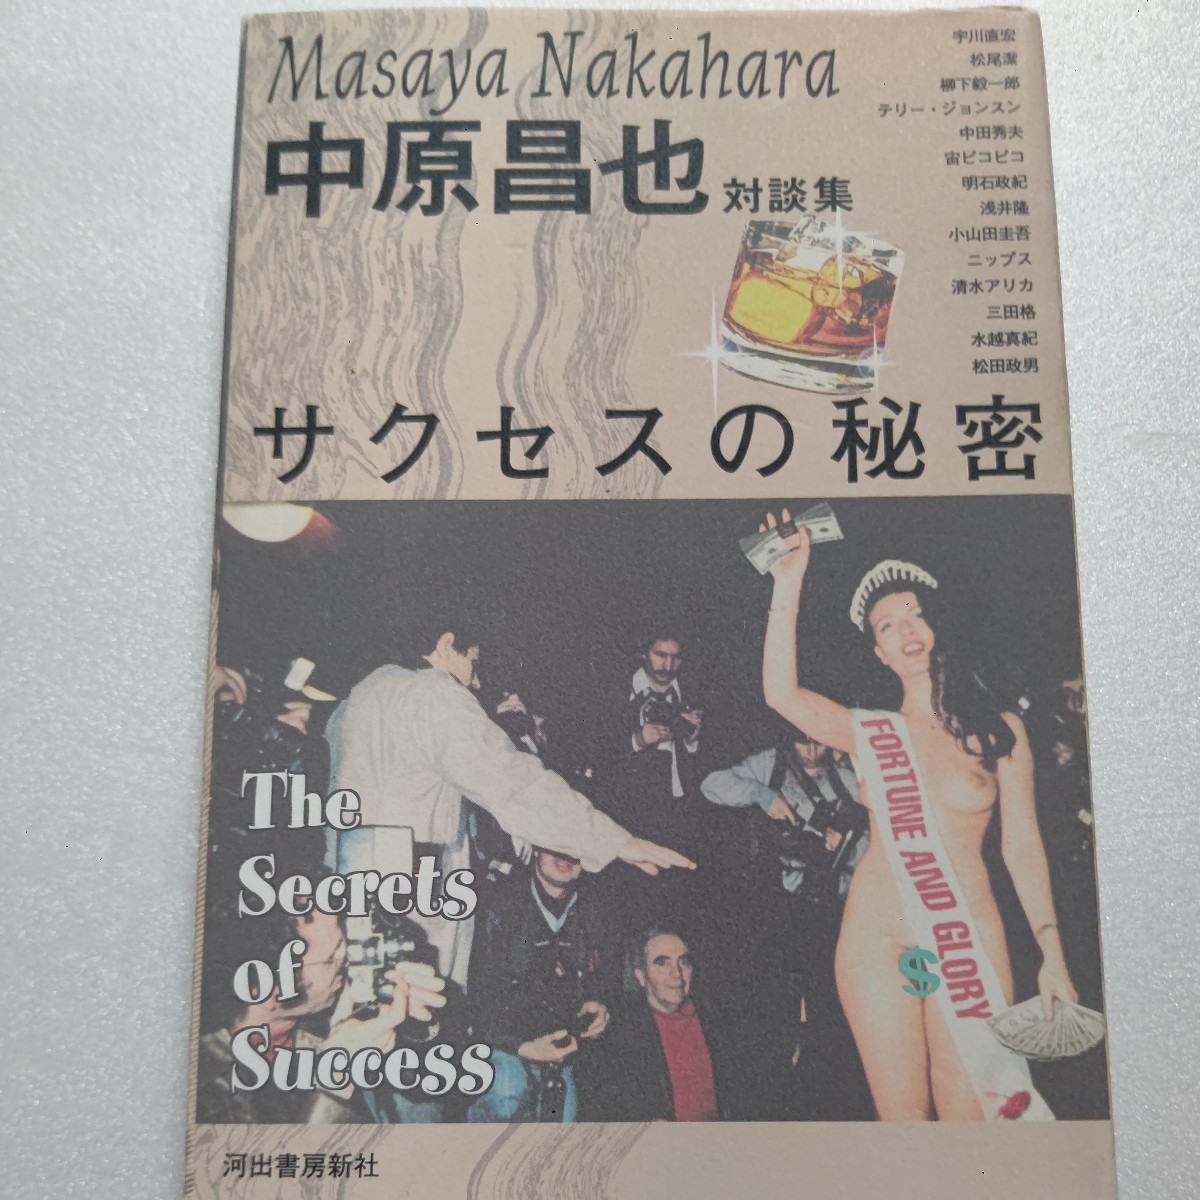 Masaya Nakahara
中原昌也 対談集
宇川直宏
松尾潔
柳下毅一郎
テリー・ジョンスン
中田秀夫
宙ピコピコ
明石政紀
浅井隆
小山田圭吾
ニップス
清水アリカ
三田格
水越真紀
松田政男
サクセスの秘密
FORTUNE AND GLORY
$
The
Secrets
of
Success
河出書房新社